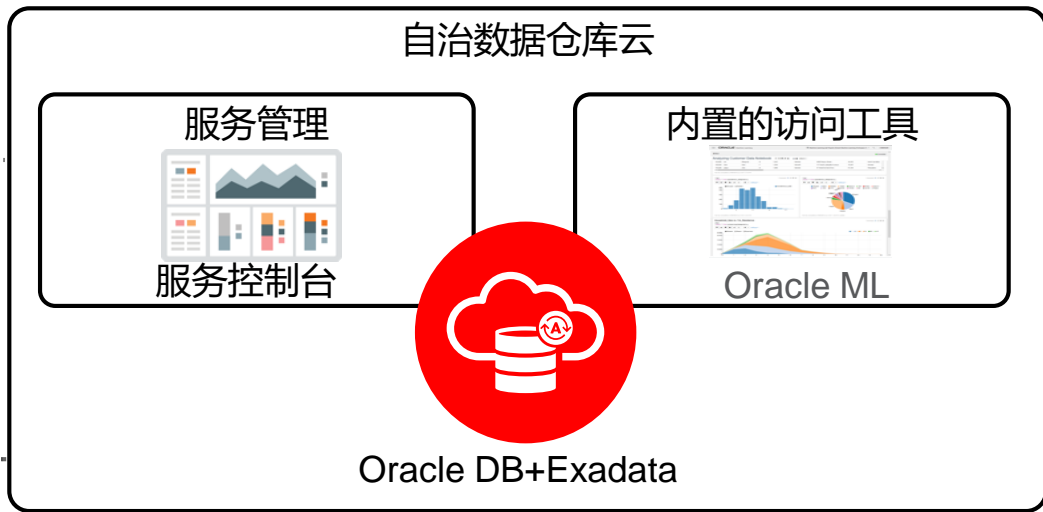 自治数据仓库云
服务管理
服务控制台
内置的访问工具
Oracle ML
A
Oracle DB+Exadata